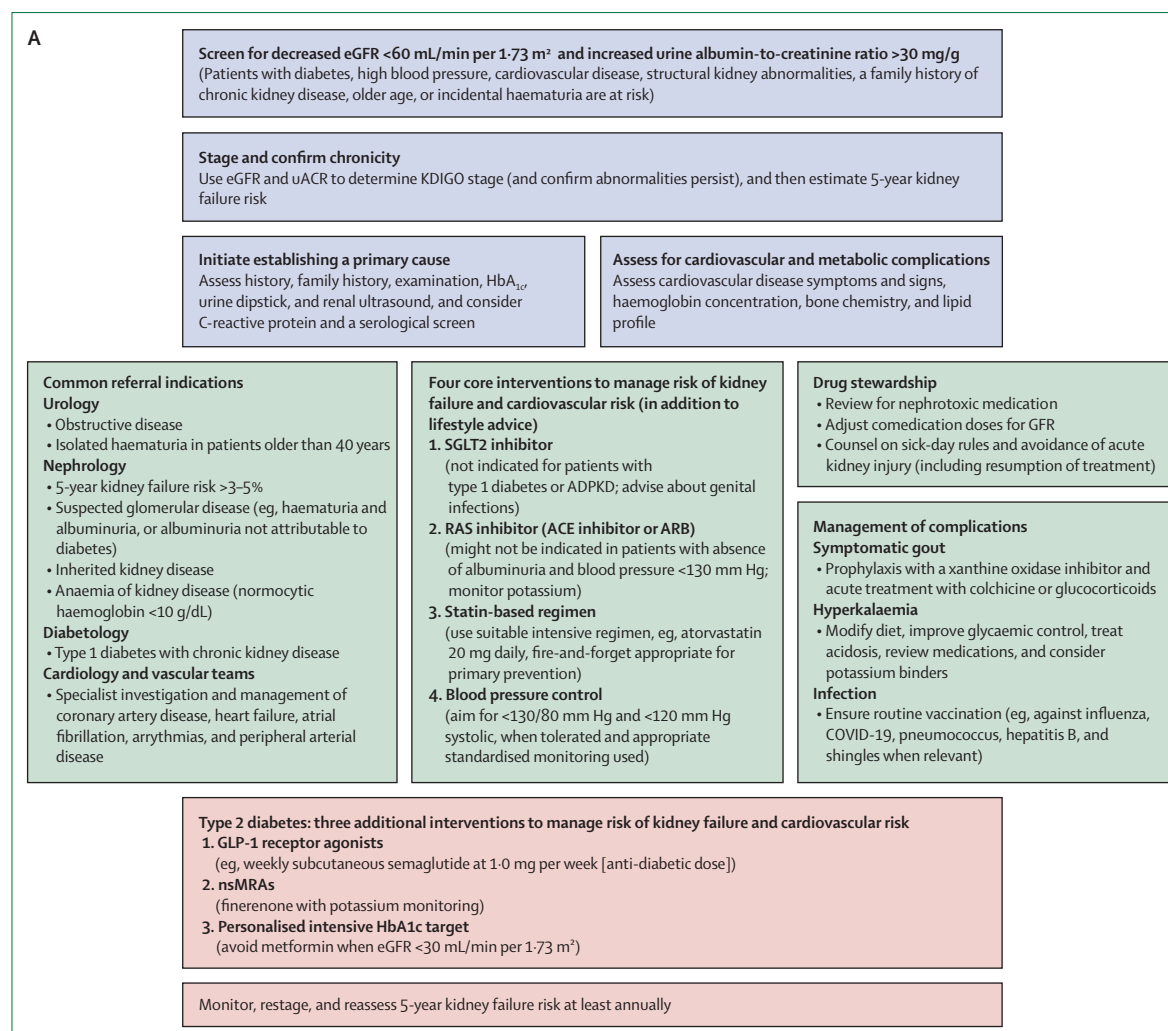 A
Screen for decreased eGFR <60 mL/min per 1·73 m² and increased urine albumin-to-creatinine ratio >30 mg/g
(Patients with diabetes, high blood pressure, cardiovascular disease, structural kidney abnormalities, a family history of
chronic kidney disease, older age, or incidental haematuria are at risk)
Stage and confirm chronicity
Use eGFR and uACR to determine KDIGO stage (and confirm abnormalities persist), and then estimate 5-year kidney
failure risk
Initiate establishing a primary cause
Assess history, family history, examination, HbA1c,
urine dipstick, and renal ultrasound, and consider
C-reactive protein and a serological screen
Assess for cardiovascular and metabolic complications
Assess cardiovascular disease symptoms and signs,
haemoglobin concentration, bone chemistry, and lipid
profile
Common referral indications
Urology
• Obstructive disease
• Isolated haematuria in patients older than 40 years
Nephrology
• 5-year kidney failure risk >3–5%
• Suspected glomerular disease (eg, haematuria and
albuminuria, or albuminuria not attributable to
diabetes)
• Inherited kidney disease
• Anaemia of kidney disease (normocytic
haemoglobin <10 g/dL)
Diabetology
• Type 1 diabetes with chronic kidney disease
Cardiology and vascular teams
• Specialist investigation and management of
coronary artery disease, heart failure, atrial
fibrillation, arrythmias, and peripheral arterial
disease
Four core interventions to manage risk of kidney
failure and cardiovascular risk (in addition to
lifestyle advice)
1. SGLT2 inhibitor
(not indicated for patients with
type 1 diabetes or ADPKD; advise about genital
infections)
2. RAS inhibitor (ACE inhibitor or ARB)
(might not be indicated in patients with absence
of albuminuria and blood pressure <130 mm Hg;
monitor potassium)
3. Statin-based regimen
(use suitable intensive regimen, eg, atorvastatin
20 mg daily, fire-and-forget appropriate for
primary prevention)
4. Blood pressure control
(aim for <130/80 mm Hg and <120 mm Hg
systolic, when tolerated and appropriate
standardised monitoring used)
Drug stewardship
• Review for nephrotoxic medication
• Adjust comedication doses for GFR
• Counsel on sick-day rules and avoidance of acute
kidney injury (including resumption of treatment)
Management of complications
Symptomatic gout
• Prophylaxis with a xanthine oxidase inhibitor and
acute treatment with colchicine or glucocorticoids
Hyperkalaemia
• Modify diet, improve glycaemic control, treat
acidosis, review medications, and consider
potassium binders
Infection
• Ensure routine vaccination (eg, against influenza,
COVID-19, pneumococcus, hepatitis B, and
shingles when relevant)
Type 2 diabetes: three additional interventions to manage risk of kidney failure and cardiovascular risk
1. GLP-1 receptor agonists
(eg, weekly subcutaneous semaglutide at 1·0 mg per week [anti-diabetic dose])
2. nsMRAs
(finerenone with potassium monitoring)
3. Personalised intensive HbA1c target
(avoid metformin when eGFR <30 mL/min per 1·73 m²)
Monitor, restage, and reassess 5-year kidney failure risk at least annually